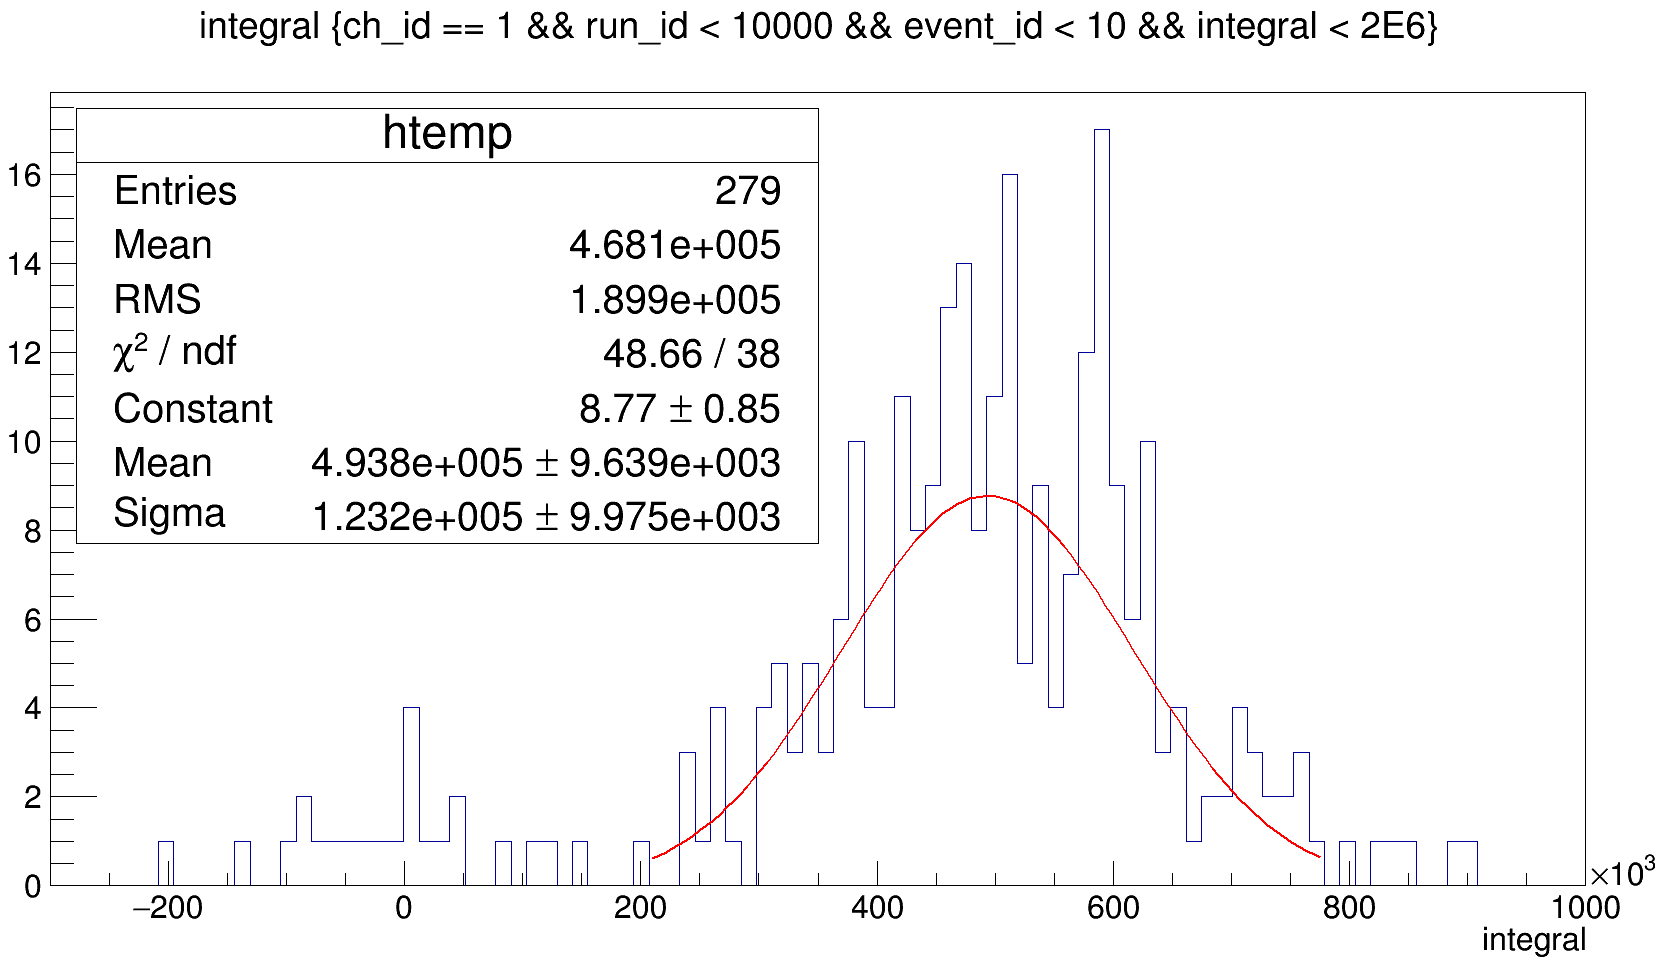 integral {ch_id == 1 && run_id < 10000 && event_id < 10 && integral < 2E6}
htemp
Entries 279
Mean 4.681e+005
RMS 1.899e+005
χ² / ndf 48.66 / 38
Constant 8.77 ± 0.85
Mean 4.938e+005 ± 9.639e+003
Sigma 1.232e+005 ± 9.975e+003
16
14
12
10
8
6
4
2
0
−200 0 200 400 600 800 1000
×10³
integral